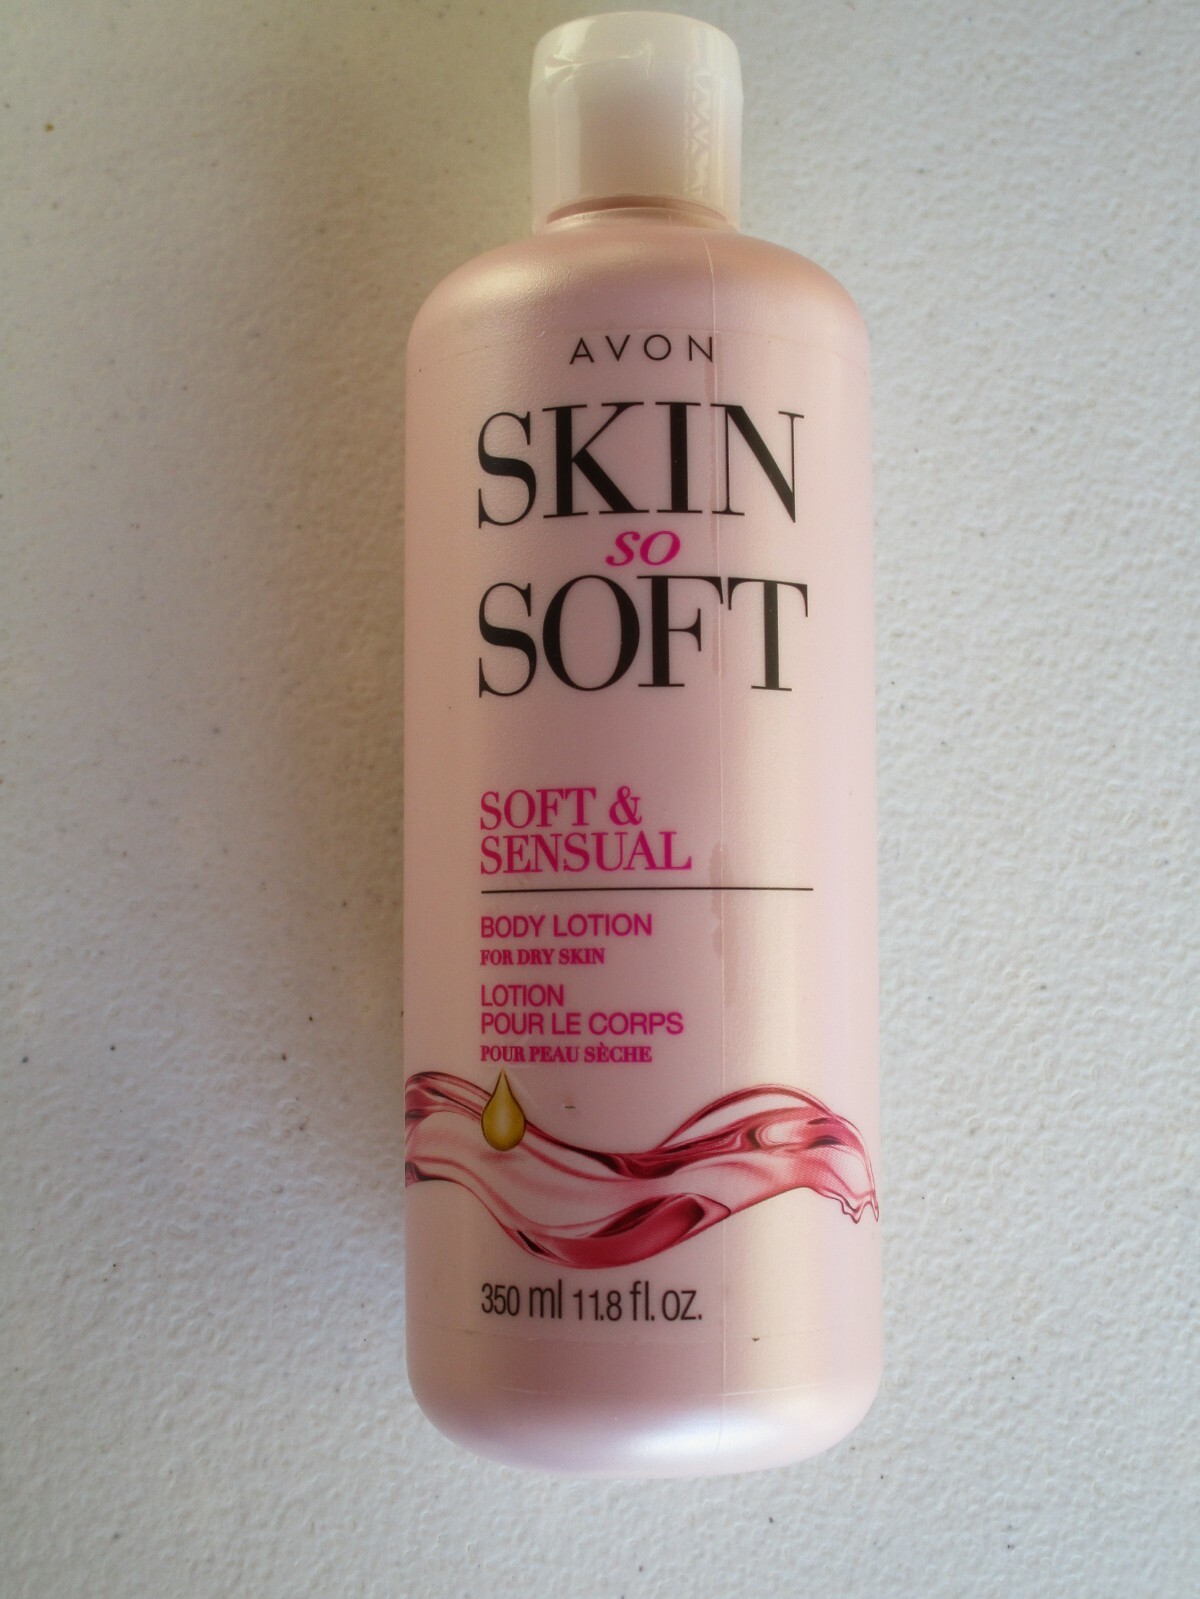 AVON
SKIN
so
SOFT
SOFT &
SENSUAL
BODY LOTION
FOR DRY SKIN
LOTION
POUR LE CORPS
POUR PEAU SÈCHE
350 ml 11.8 fl. oz.